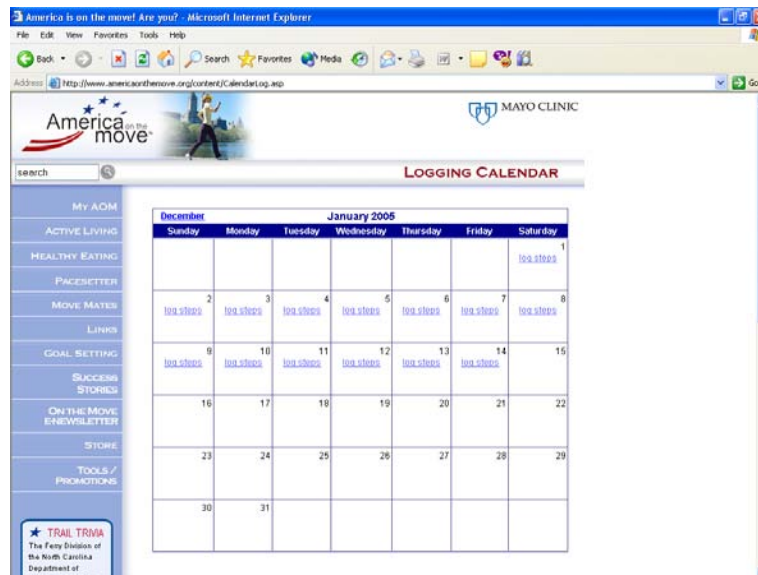 America is on the move! Are you? - Microsoft Internet Explorer
File Edit View Favorites Tools Help
Back Search Favorites Media
Address http://www.americaonthemove.org/content/CalendarLog.asp Go
America on the move
MAYO CLINIC
search
LOGGING CALENDAR
MY AOM
ACTIVE LIVING
HEALTHY EATING
PACESETTER
MOVE MATES
LINKS
GOAL SETTING
SUCCESS
STORIES
ON THE MOVE
E-NEWSLETTER
STORE
TOOLS /
PROMOTIONS
TRAIL TRIVIA
The Ferry Division of
the North Carolina
Department of
December January 2005
Sunday Monday Tuesday Wednesday Thursday Friday Saturday
1
log steps
2 3 4 5 6 7 8
log steps log steps log steps log steps log steps log steps log steps
9 10 11 12 13 14 15
log steps log steps log steps log steps log steps log steps
16 17 18 19 20 21 22
23 24 25 26 27 28 29
30 31